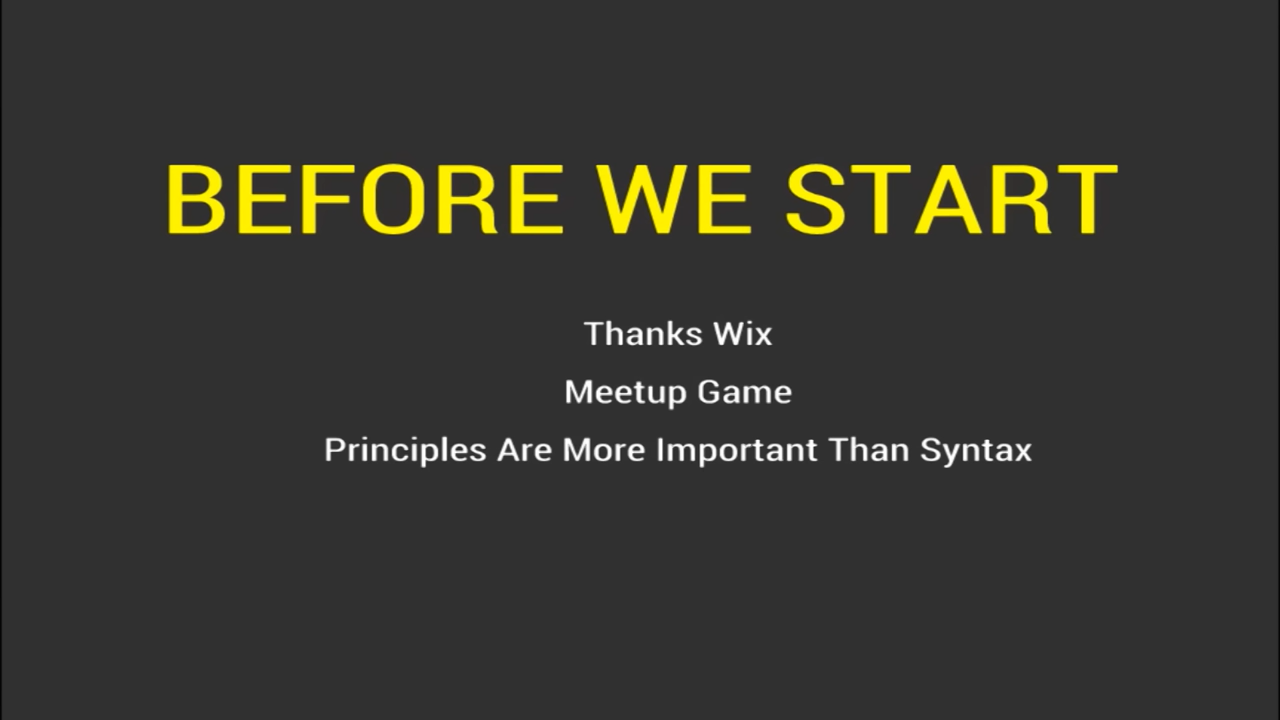 BEFORE WE START
Thanks Wix
Meetup Game
Principles Are More Important Than Syntax